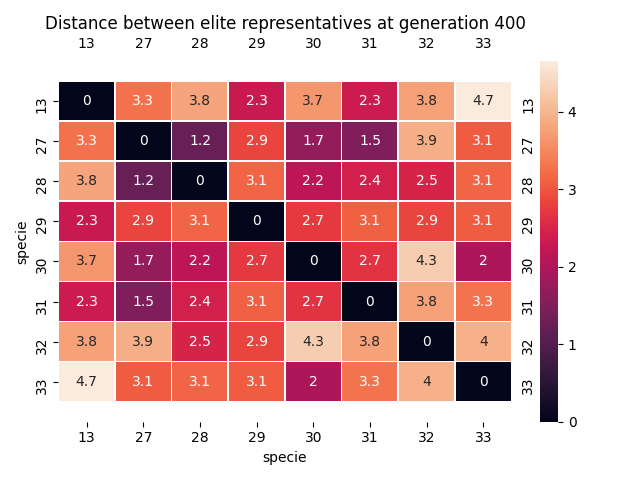 Distance between elite representatives at generation 400
13 27 28 29 30 31 32 33
13 0 3.3 3.8 2.3 3.7 2.3 3.8 4.7 13
27 3.3 0 1.2 2.9 1.7 1.5 3.9 3.1 27
28 3.8 1.2 0 3.1 2.2 2.4 2.5 3.1 28
29 2.3 2.9 3.1 0 2.7 3.1 2.9 3.1 29
30 3.7 1.7 2.2 2.7 0 2.7 4.3 2 30
31 2.3 1.5 2.4 3.1 2.7 0 3.8 3.3 31
32 3.8 3.9 2.5 2.9 4.3 3.8 0 4 32
33 4.7 3.1 3.1 3.1 2 3.3 4 0 33
13 27 28 29 30 31 32 33
specie
specie
4
3
2
1
0